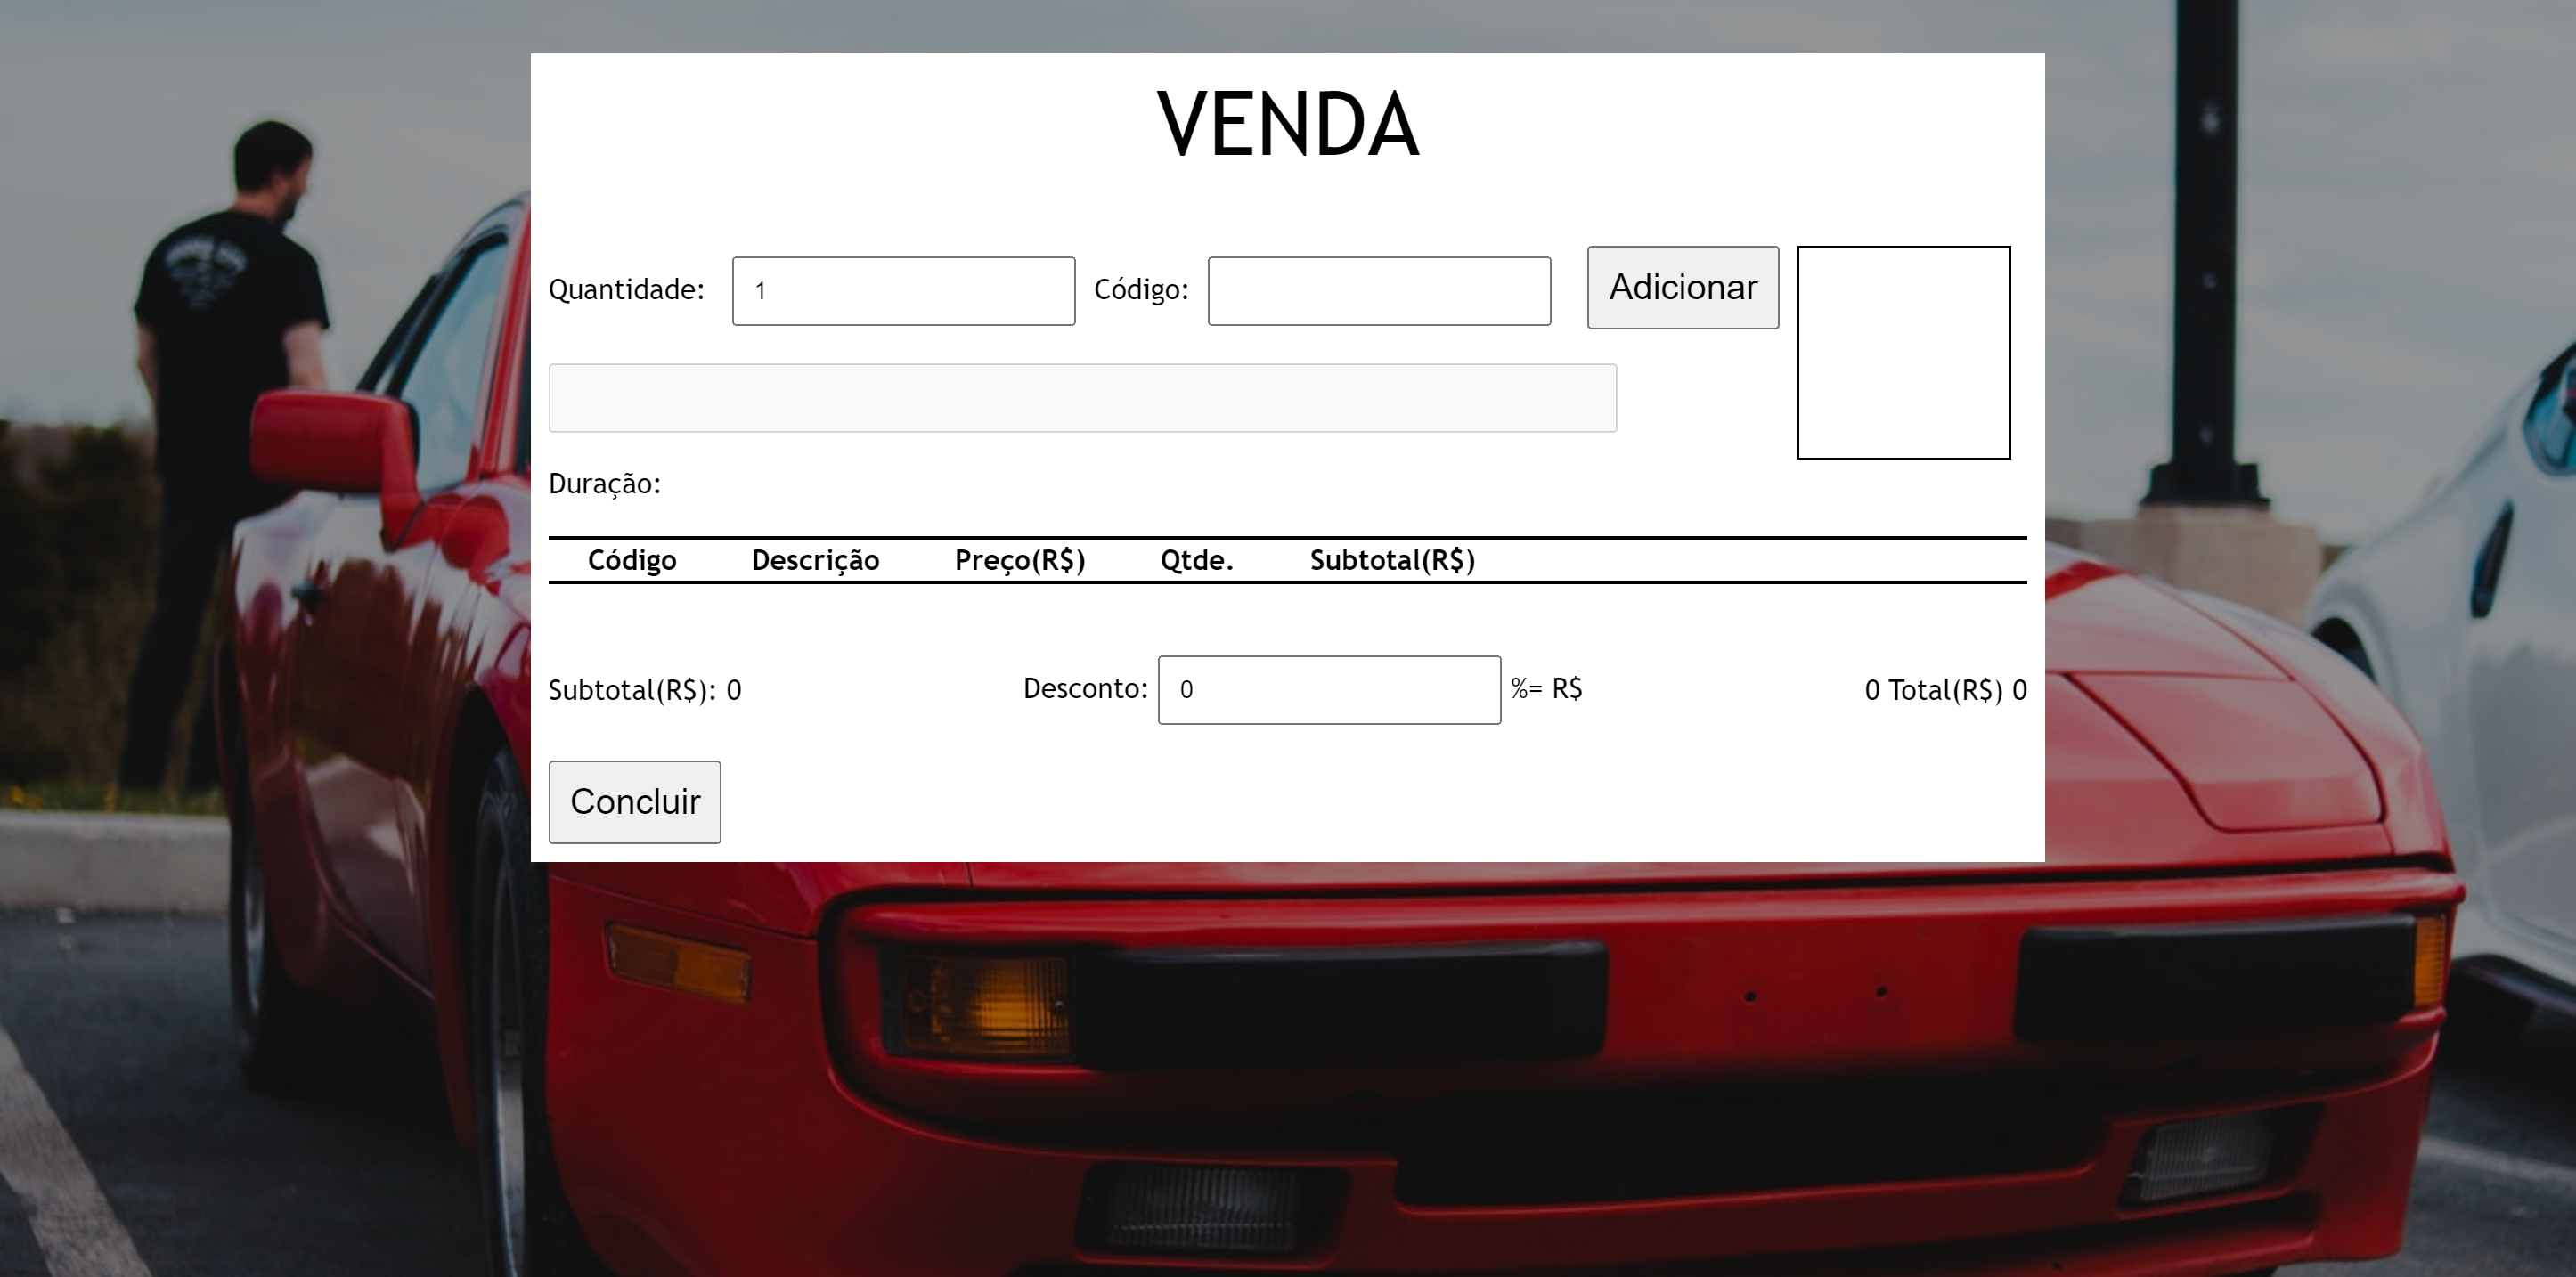 VENDA
Quantidade: 1 Código: Adicionar
Duração:
Código Descrição Preço(R$) Qtde. Subtotal(R$)
Subtotal(R$): 0 Desconto: 0 %= R$ 0 Total(R$) 0
Concluir